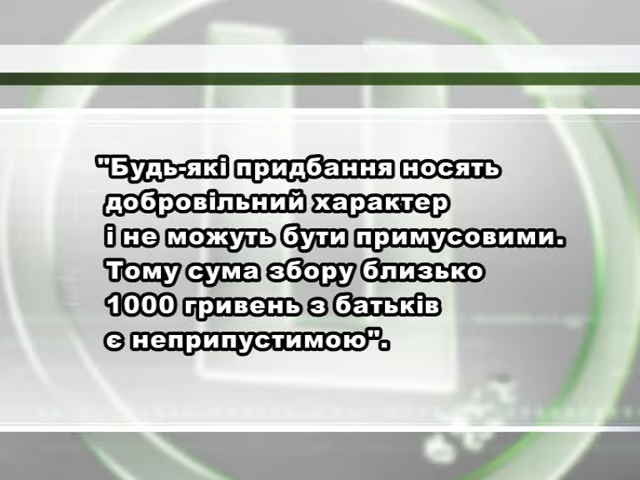 "Будь-які придбання носять
добровільний характер
і не можуть бути примусовими.
Тому сума збору близько
1000 гривень з батьків
є неприпустимою".